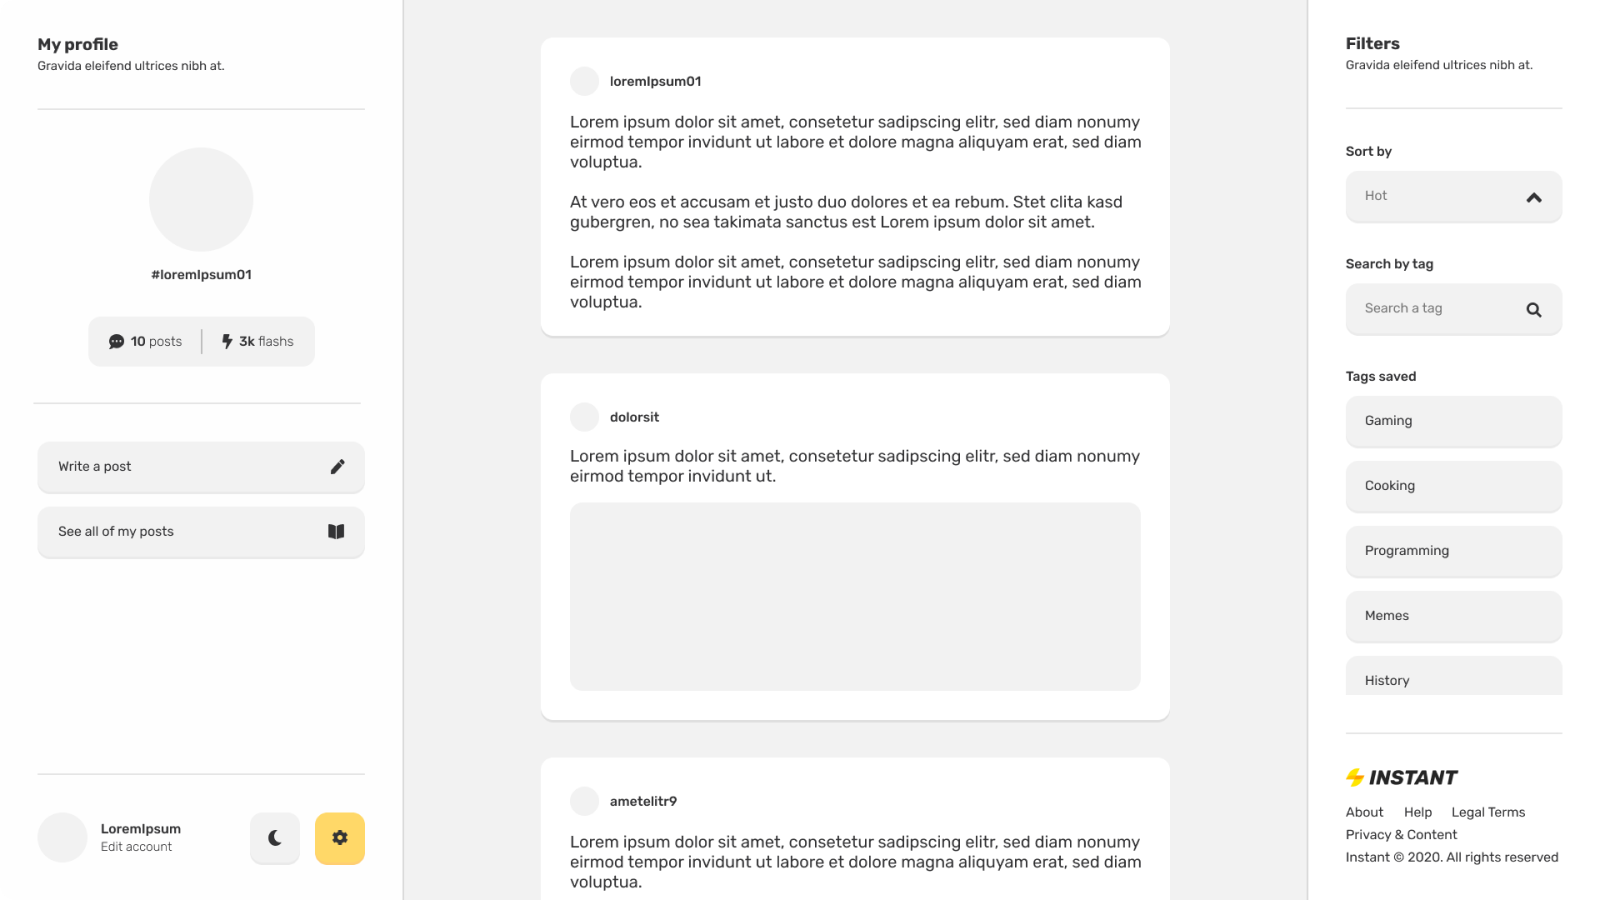 My profile
Gravida eleifend ultrices nibh at.
#loremIpsum01
10 posts
3k flashs
Write a post
See all of my posts
LoremIpsum
Edit account
loremIpsum01
Lorem ipsum dolor sit amet, consetetur sadipscing elitr, sed diam nonumy
eirmod tempor invidunt ut labore et dolore magna aliquyam erat, sed diam
voluptua.
At vero eos et accusam et justo duo dolores et ea rebum. Stet clita kasd
gubergren, no sea takimata sanctus est Lorem ipsum dolor sit amet.
Lorem ipsum dolor sit amet, consetetur sadipscing elitr, sed diam nonumy
eirmod tempor invidunt ut labore et dolore magna aliquyam erat, sed diam
voluptua.
dolorsit
Lorem ipsum dolor sit amet, consetetur sadipscing elitr, sed diam nonumy
eirmod tempor invidunt ut.
ametelitr9
Lorem ipsum dolor sit amet, consetetur sadipscing elitr, sed diam nonumy
eirmod tempor invidunt ut labore et dolore magna aliquyam erat, sed diam
voluptua.
Filters
Gravida eleifend ultrices nibh at.
Sort by
Hot
Search by tag
Search a tag
Tags saved
Gaming
Cooking
Programming
Memes
History
INSTANT
About Help Legal Terms
Privacy & Content
Instant © 2020. All rights reserved